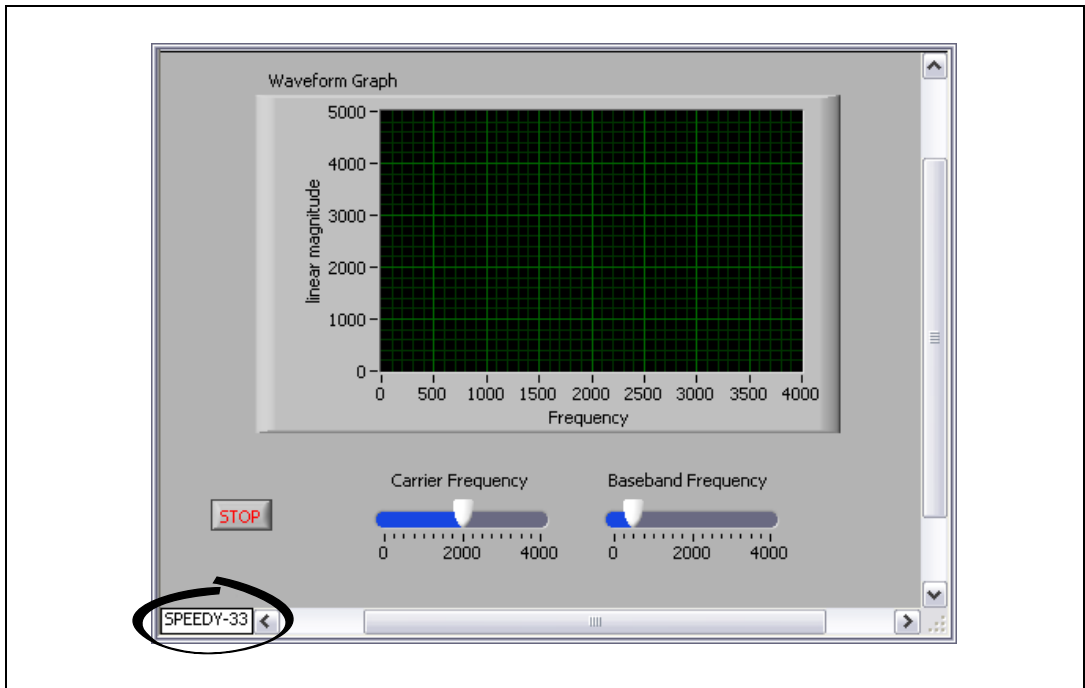 Waveform Graph
5000
4000
3000
2000
1000
0
linear magnitude
0 500 1000 1500 2000 2500 3000 3500 4000
Frequency
Carrier Frequency Baseband Frequency
STOP
0 2000 4000 0 2000 4000
SPEEDY-33